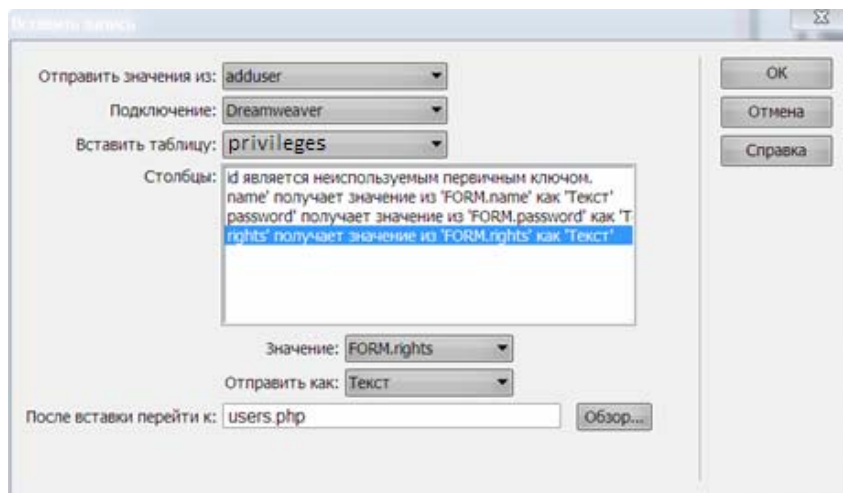 Вставить запись
Отправить значения из: adduser
Подключение: Dreamweaver
Вставить таблицу: privileges
Столбцы: id является неиспользуемым первичным ключом.
name' получает значение из 'FORM.name' как 'Текст'
password' получает значение из 'FORM.password' как 'Т
rights' получает значение из 'FORM.rights' как 'Текст'
Значение: FORM.rights
Отправить как: Текст
После вставки перейти к: users.php
Обзор...
OK
Отмена
Справка